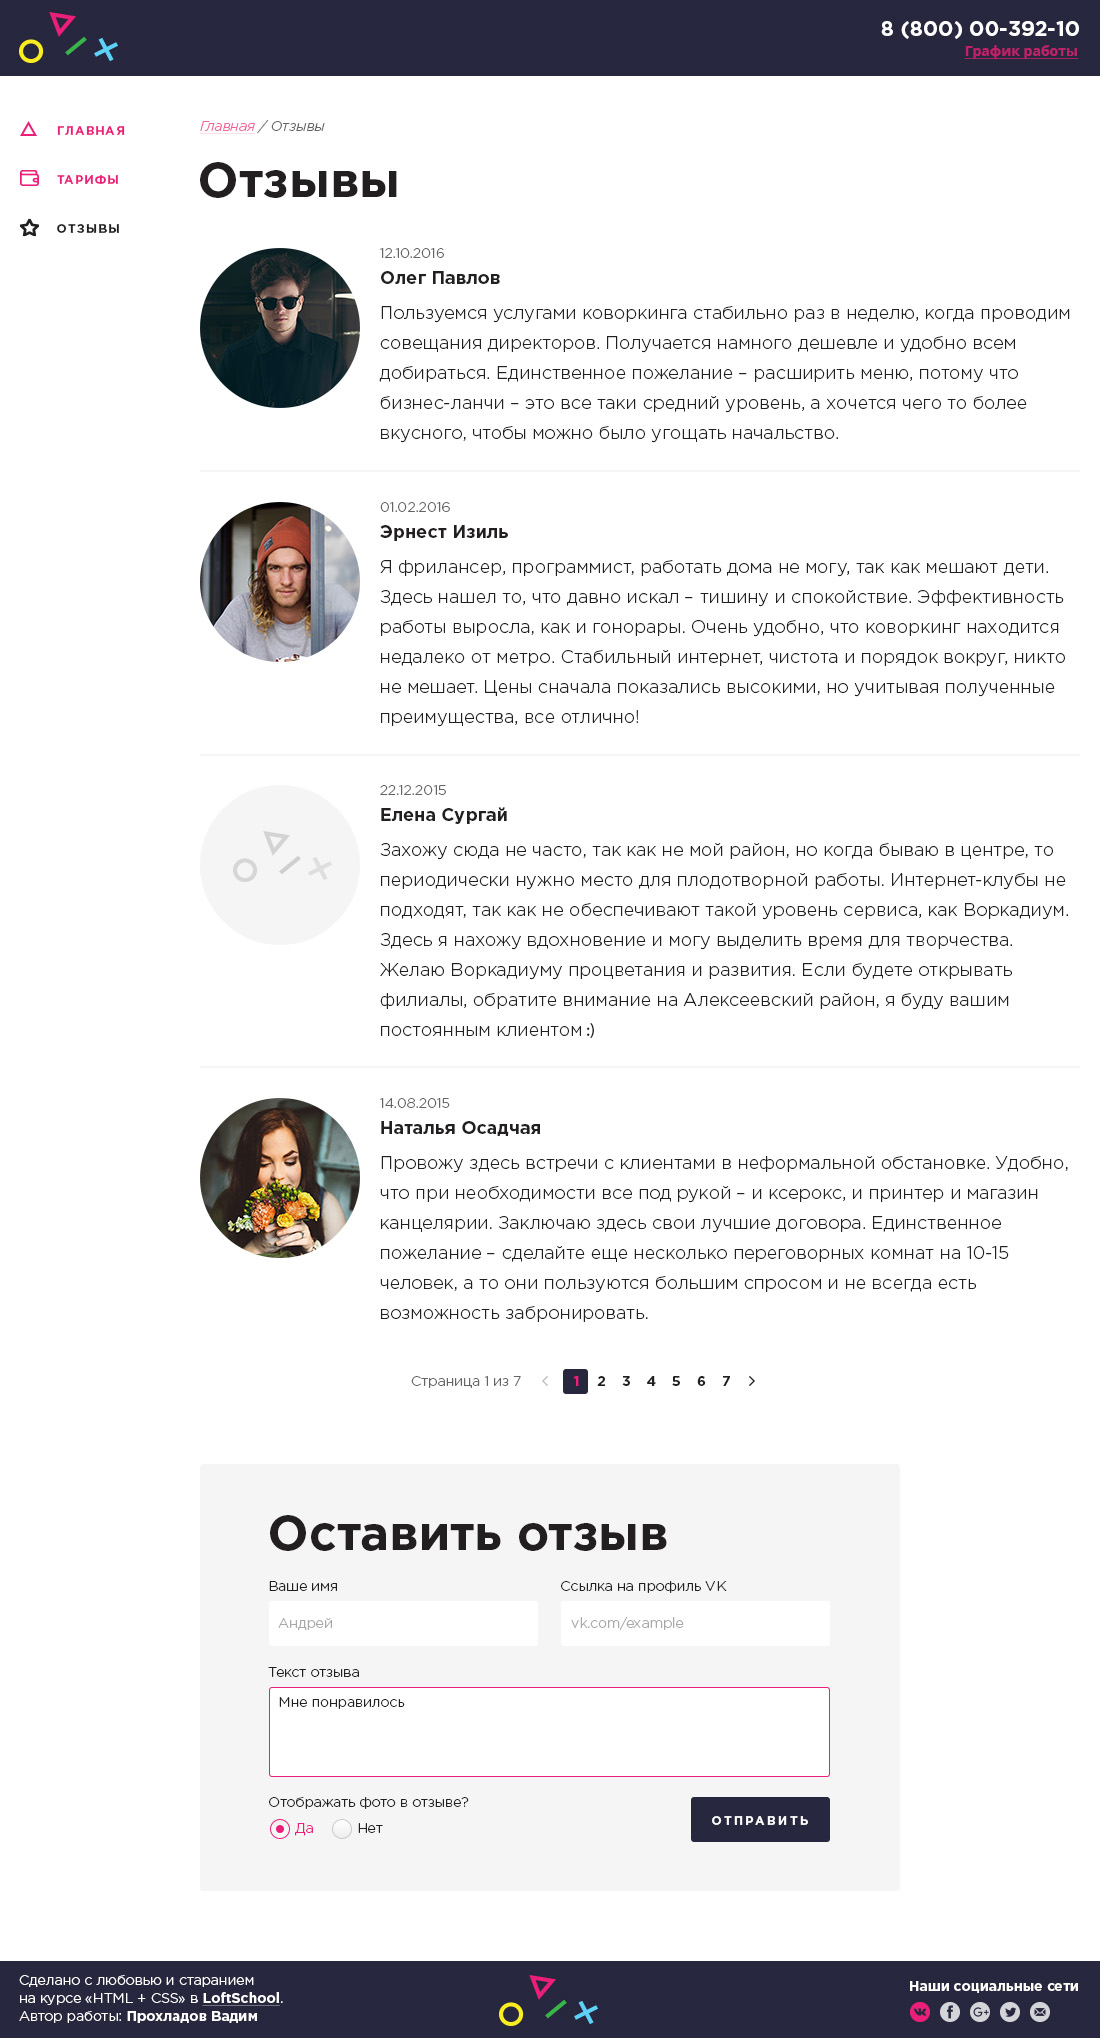 8 (800) 00-392-10
График работы
ГЛАВНАЯ
ТАРИФЫ
ОТЗЫВЫ
Главная / Отзывы
Отзывы
12.10.2016
Олег Павлов
Пользуемся услугами коворкинга стабильно раз в неделю, когда проводим
совещания директоров. Получается намного дешевле и удобно всем
добираться. Единственное пожелание – расширить меню, потому что
бизнес-ланчи – это все таки средний уровень, а хочется чего то более
вкусного, чтобы можно было угощать начальство.
01.02.2016
Эрнест Изиль
Я фрилансер, программист, работать дома не могу, так как мешают дети.
Здесь нашел то, что давно искал – тишину и спокойствие. Эффективность
работы выросла, как и гонорары. Очень удобно, что коворкинг находится
недалеко от метро. Стабильный интернет, чистота и порядок вокруг, никто
не мешает. Цены сначала показались высокими, но учитывая полученные
преимущества, все отлично!
22.12.2015
Елена Сургай
Захожу сюда не часто, так как не мой район, но когда бываю в центре, то
периодически нужно место для плодотворной работы. Интернет-клубы не
подходят, так как не обеспечивают такой уровень сервиса, как Воркадиум.
Здесь я нахожу вдохновение и могу выделить время для творчества.
Желаю Воркадиуму процветания и развития. Если будете открывать
филиалы, обратите внимание на Алексеевский район, я буду вашим
постоянным клиентом :)
14.08.2015
Наталья Осадчая
Провожу здесь встречи с клиентами в неформальной обстановке. Удобно,
что при необходимости все под рукой – и ксерокс, и принтер и магазин
канцелярии. Заключаю здесь свои лучшие договора. Единственное
пожелание – сделайте еще несколько переговорных комнат на 10-15
человек, а то они пользуются большим спросом и не всегда есть
возможность забронировать.
Страница 1 из 7 1 2 3 4 5 6 7
Оставить отзыв
Ваше имя Ссылка на профиль VK
Андрей vk.com/example
Текст отзыва
Мне понравилось
Отображать фото в отзыве?
Да Нет
ОТПРАВИТЬ
Сделано с любовью и старанием
на курсе «HTML + CSS» в LoftSchool.
Автор работы: Прохладов Вадим
Наши социальные сети